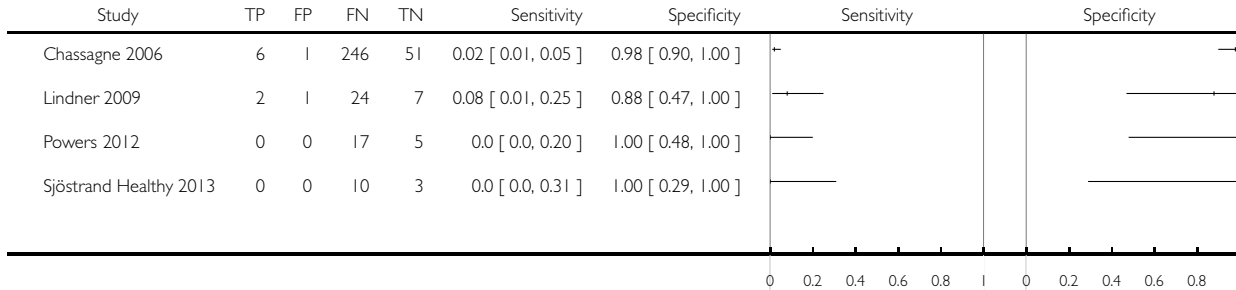 Study TP FP FN TN Sensitivity Specificity Sensitivity Specificity
Chassagne 2006 6 1 246 51 0.02 [ 0.01, 0.05 ] 0.98 [ 0.90, 1.00 ]
Lindner 2009 2 1 24 7 0.08 [ 0.01, 0.25 ] 0.88 [ 0.47, 1.00 ]
Powers 2012 0 0 17 5 0.0 [ 0.0, 0.20 ] 1.00 [ 0.48, 1.00 ]
Sjöstrand Healthy 2013 0 0 10 3 0.0 [ 0.0, 0.31 ] 1.00 [ 0.29, 1.00 ]
0 0.2 0.4 0.6 0.8 1 0 0.2 0.4 0.6 0.8